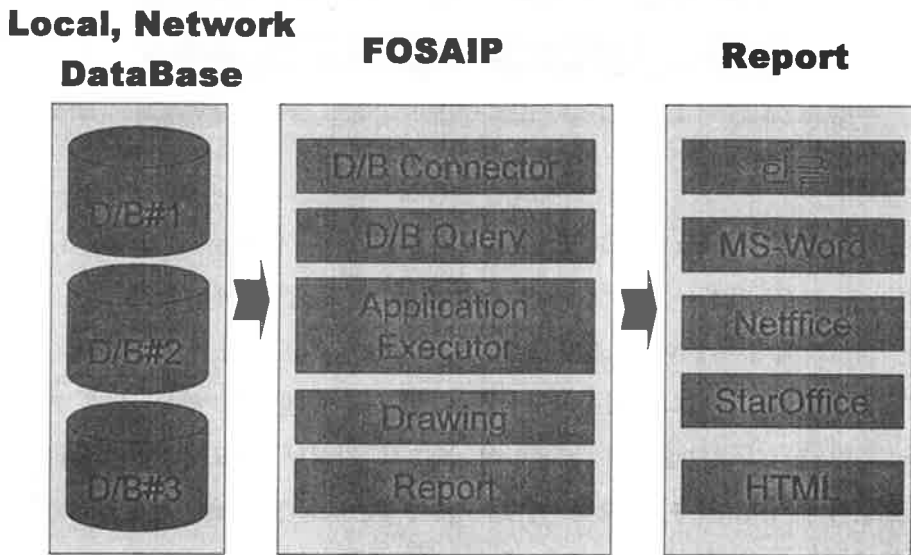 Local, Network
DataBase
D/B#1
D/B#2
D/B#3
FOSAIP
D/B Connector
D/B Query
Application
Executor
Drawing
Report
Report
한글
MS-Word
Netffice
StarOffice
HTML